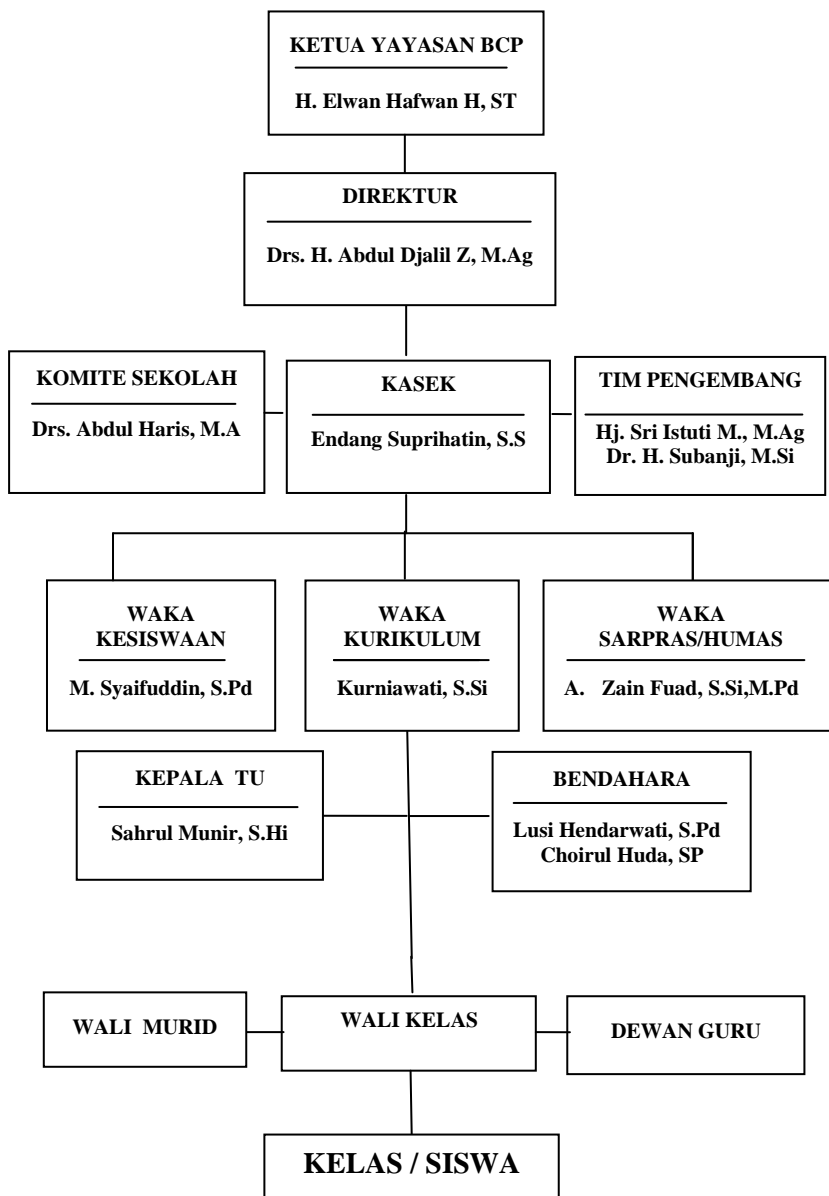 KETUA YAYASAN BCP
H. Elwan Hafwan H, ST
DIREKTUR
Drs. H. Abdul Djalil Z, M.Ag
KOMITE SEKOLAH
Drs. Abdul Haris, M.A
KASEK
Endang Suprihatin, S.S
TIM PENGEMBANG
Hj. Sri Istuti M., M.Ag
Dr. H. Subanji, M.Si
WAKA
KESISWAAN
M. Syaifuddin, S.Pd
WAKA
KURIKULUM
Kurniawati, S.Si
WAKA
SARPRAS/HUMAS
A. Zain Fuad, S.Si,M.Pd
KEPALA TU
Sahrul Munir, S.Hi
BENDAHARA
Lusi Hendarwati, S.Pd
Choirul Huda, SP
WALI MURID
WALI KELAS
DEWAN GURU
KELAS / SISWA